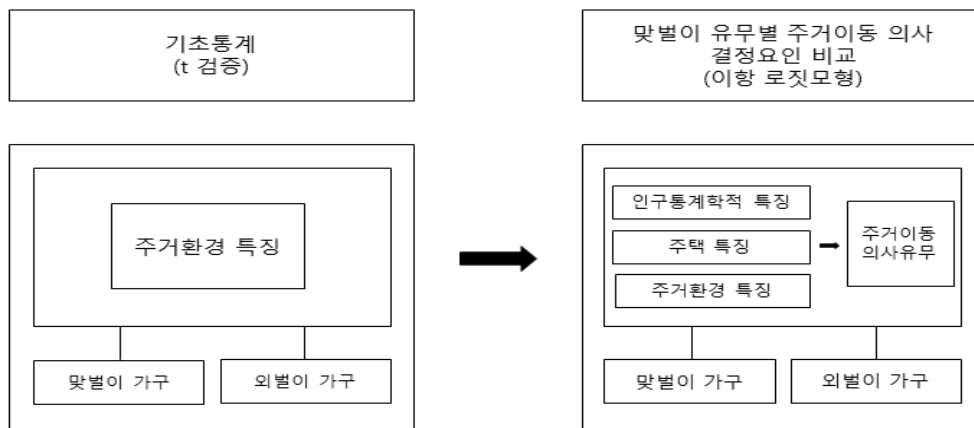 기초통계
(t 검증)
맞벌이 유무별 주거이동 의사
결정요인 비교
(이항 로짓모형)
주거환경 특징
맞벌이 가구
외벌이 가구
인구통계학적 특징
주택 특징
주거환경 특징
주거이동
의사유무
맞벌이 가구
외벌이 가구